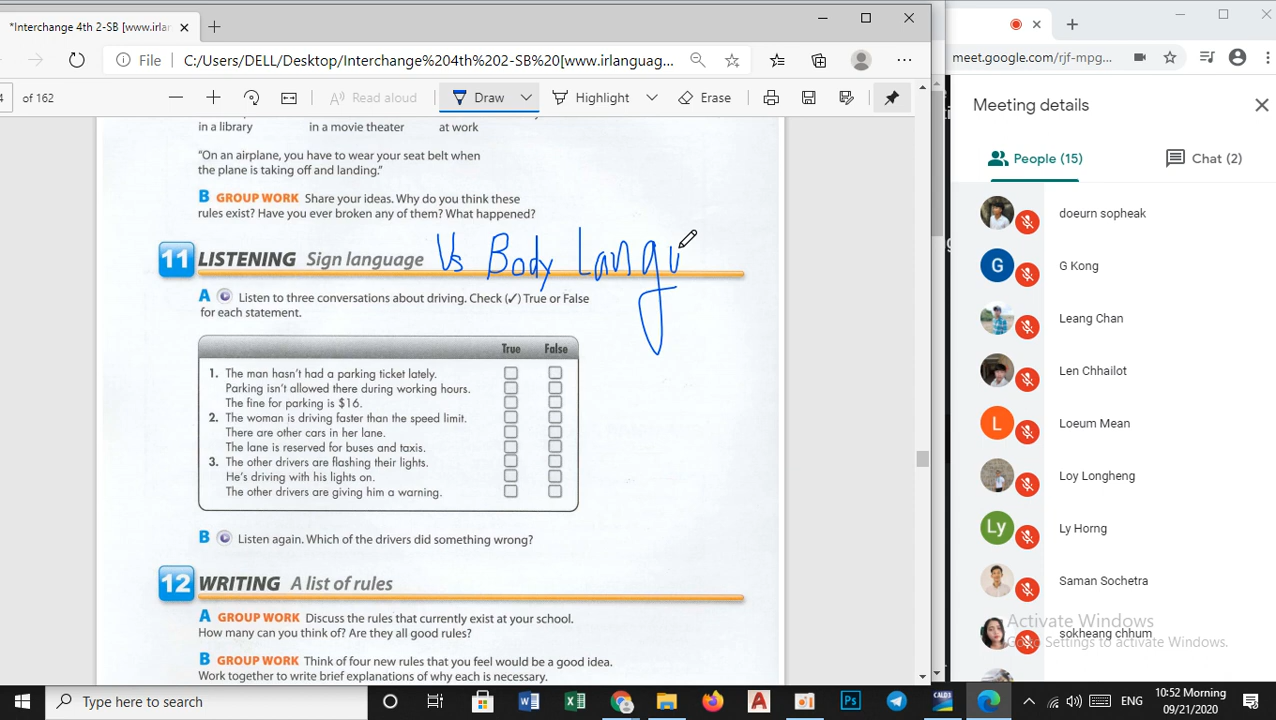 *Interchange 4th 2-SB [www.irlan
File C:/Users/DELL/Desktop/Interchange%204th%202-SB%20[www.irlanguag...
meet.google.com/rjf-mpg...
of 162
Read aloud
Draw
Highlight
Erase
in a library in a movie theater at work
"On an airplane, you have to wear your seat belt when
the plane is taking off and landing."
B GROUP WORK Share your ideas. Why do you think these
rules exist? Have you ever broken any of them? What happened?
11 LISTENING Sign language Vs Body Langu
A Listen to three conversations about driving. Check (✓) True or False
for each statement.
True False
1. The man hasn't had a parking ticket lately.
Parking isn't allowed there during working hours.
The fine for parking is $16.
2. The woman is driving faster than the speed limit.
There are other cars in her lane.
The lane is reserved for buses and taxis.
3. The other drivers are flashing their lights.
He's driving with his lights on.
The other drivers are giving him a warning.
B Listen again. Which of the drivers did something wrong?
12 WRITING A list of rules
A GROUP WORK Discuss the rules that currently exist at your school.
How many can you think of? Are they all good rules?
B GROUP WORK Think of four new rules that you feel would be a good idea.
Work together to write brief explanations of why each is necessary.
Meeting details
People (15)
Chat (2)
doeurn sopheak
G G Kong
Leang Chan
Len Chhailot
L Loeum Mean
Loy Longheng
Ly Ly Horng
Saman Sochetra
sokheang chhum
Activate Windows
Go to Settings to activate Windows.
Type here to search
ENG
10:52 Morning
09/21/2020